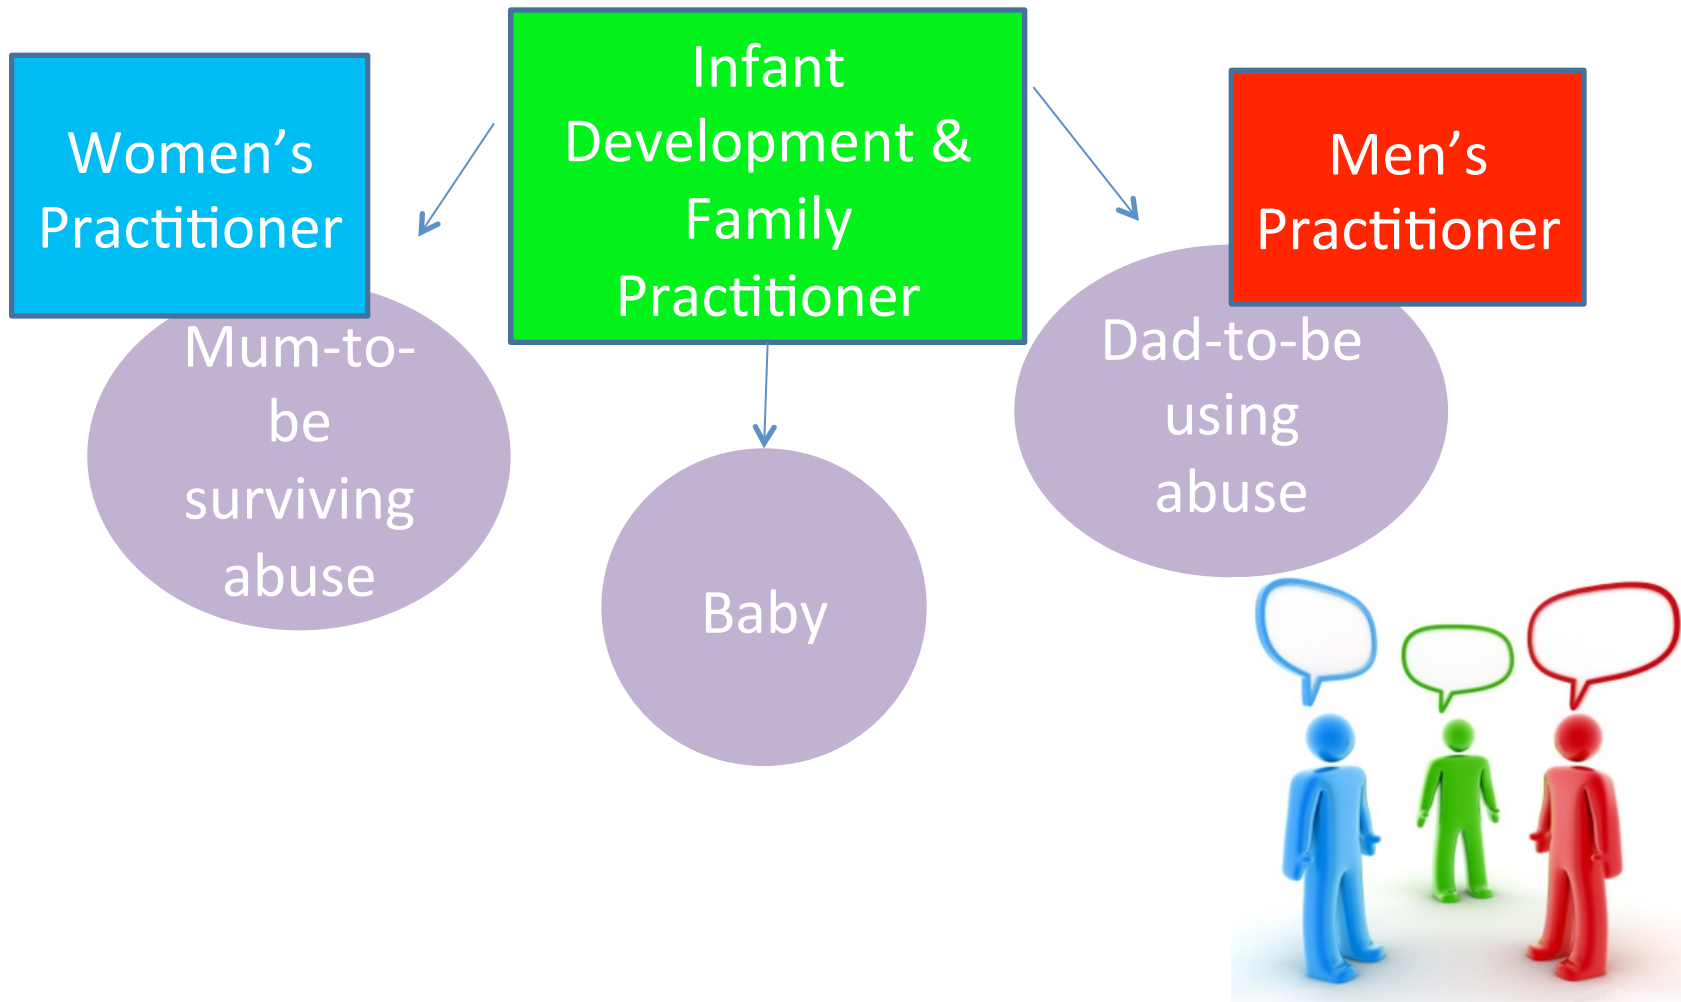 Women’s
Practitioner
Infant
Development &
Family
Practitioner
Men’s
Practitioner
Mum-to-
be
surviving
abuse
Baby
Dad-to-be
using
abuse